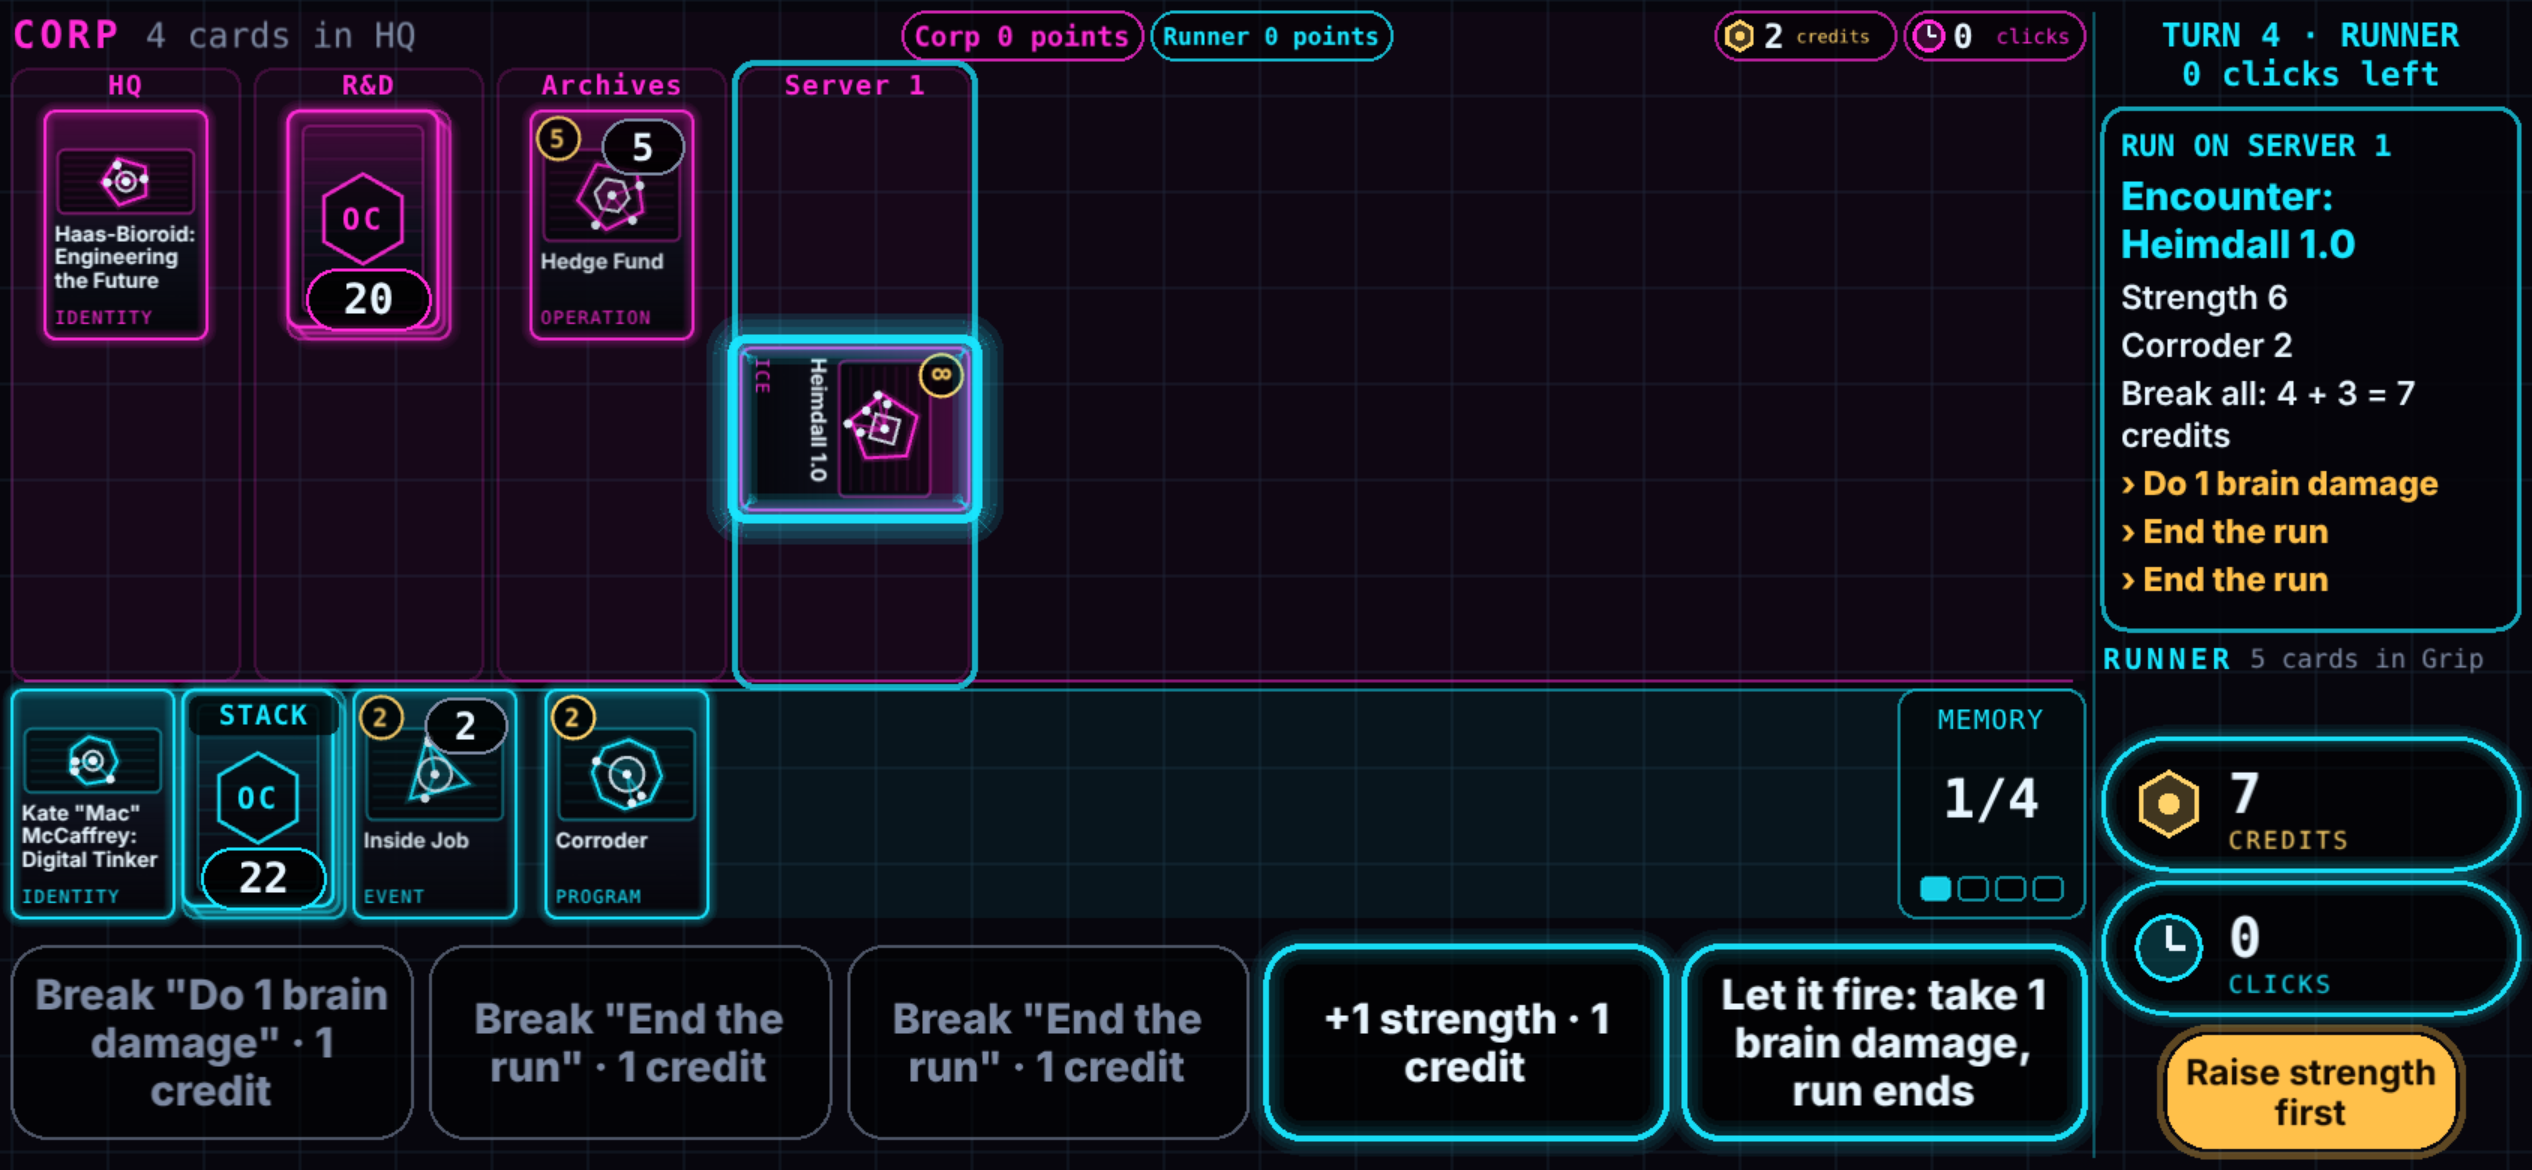 CORP 4 cards in HQ
Corp 0 points
Runner 0 points
2 credits
0 clicks
TURN 4 · RUNNER
0 clicks left
HQ
R&D
Archives
Server 1
Haas-Bioroid:
Engineering
the Future
IDENTITY
OC
20
5
5
Hedge Fund
OPERATION
8
Heimdall 1.0
ICE
RUN ON SERVER 1
Encounter:
Heimdall 1.0
Strength 6
Corroder 2
Break all: 4 + 3 = 7
credits
› Do 1 brain damage
› End the run
› End the run
RUNNER 5 cards in Grip
Kate "Mac"
McCaffrey:
Digital Tinker
IDENTITY
STACK
OC
22
2
2
Inside Job
EVENT
2
Corroder
PROGRAM
MEMORY
1/4
7
CREDITS
0
CLICKS
Break "Do 1 brain
damage" · 1
credit
Break "End the
run" · 1 credit
Break "End the
run" · 1 credit
+1 strength · 1
credit
Let it fire: take 1
brain damage,
run ends
Raise strength
first